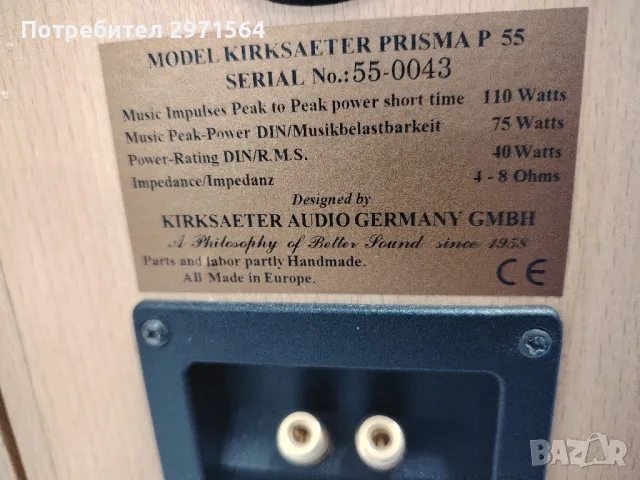 Потребител 2971564
MODEL KIRKSAETER PRISMA P 55
SERIAL No.:55-0043
Music Impulses Peak to Peak power short time 110 Watts
Music Peak-Power DIN/Musikbelastbarkeit 75 Watts
Power-Rating DIN/R.M.S. 40 Watts
Impedance/Impedanz 4 - 8 Ohms
Designed by
KIRKSAETER AUDIO GERMANY GMBH
A Philosophy of Better Sound since 1958
Parts and labor partly Handmade.
All Made in Europe.
CE
BAZAR
bg